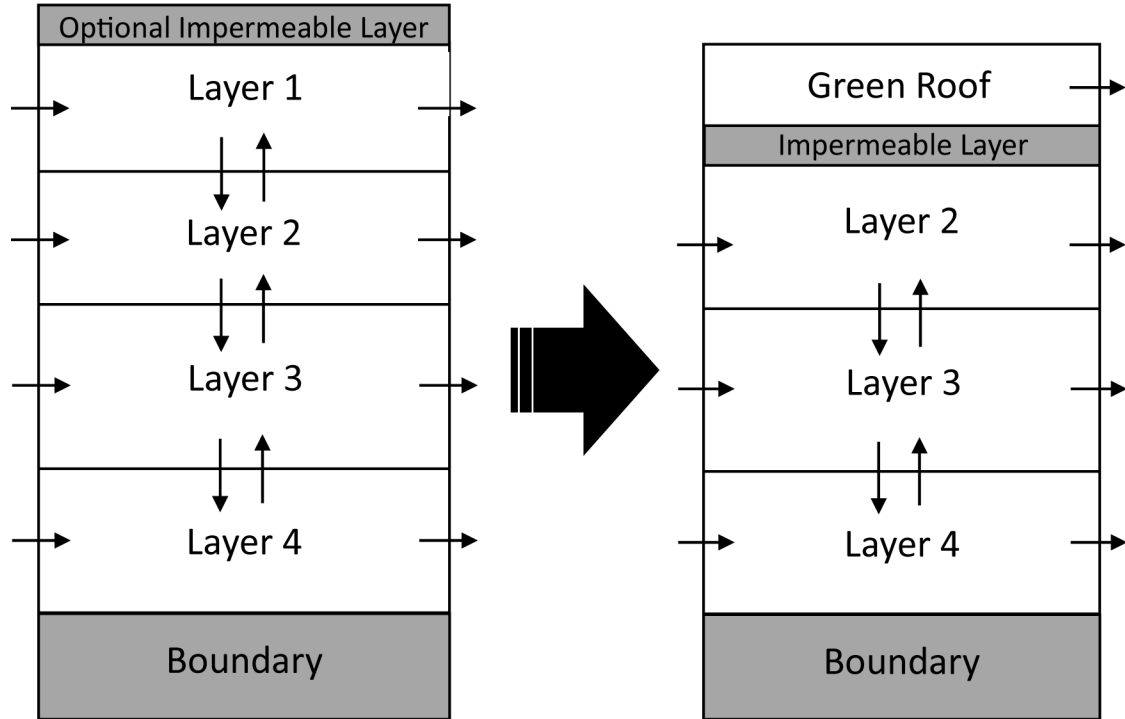 Optional Impermeable Layer
Layer 1
Layer 2
Layer 3
Layer 4
Boundary
Green Roof
Impermeable Layer
Layer 2
Layer 3
Layer 4
Boundary